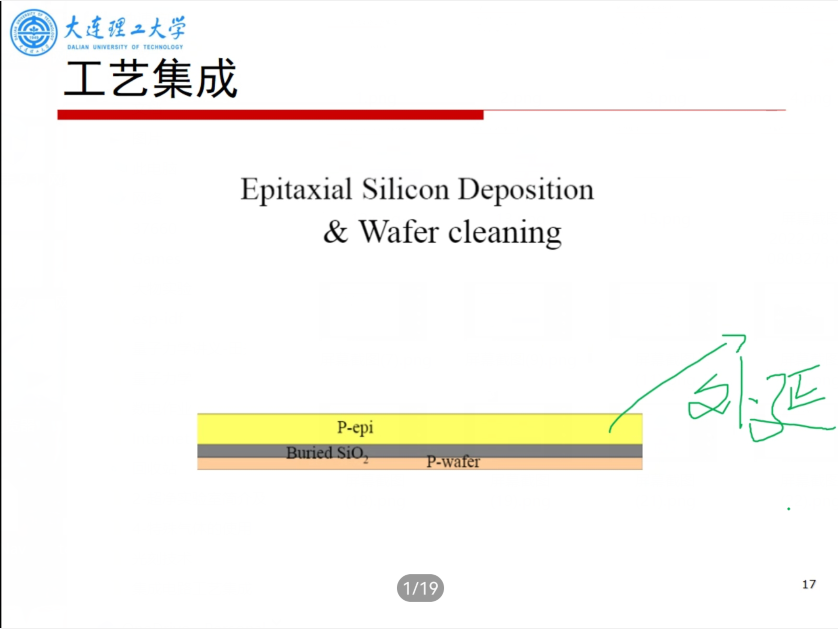 大连理工大学
DALIAN UNIVERSITY OF TECHNOLOGY
工艺集成
Epitaxial Silicon Deposition
& Wafer cleaning
外延
P-epi
Buried SiO₂
P-wafer
1/19
17